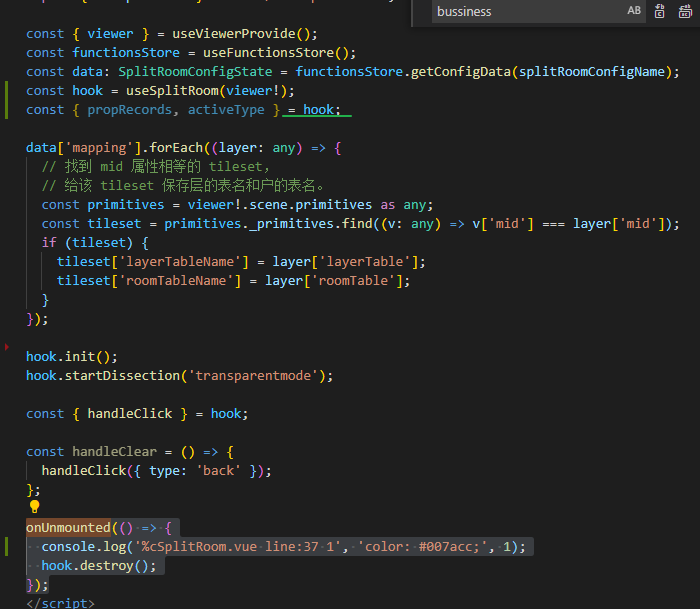 bussiness
AB
const { viewer } = useViewerProvide();
const functionsStore = useFunctionsStore();
const data: SplitRoomConfigState = functionsStore.getConfigData(splitRoomConfigName);
const hook = useSplitRoom(viewer!);
const { propRecords, activeType } = hook;
data['mapping'].forEach((layer: any) => {
// 找到 mid 属性相等的 tileset，
// 给该 tileset 保存层的表名和户的表名。
const primitives = viewer!.scene.primitives as any;
const tileset = primitives._primitives.find((v: any) => v['mid'] === layer['mid']);
if (tileset) {
tileset['layerTableName'] = layer['layerTable'];
tileset['roomTableName'] = layer['roomTable'];
}
});
hook.init();
hook.startDissection('transparentmode');
const { handleClick } = hook;
const handleClear = () => {
handleClick({ type: 'back' });
};
onUnmounted(() => {
console.log('%cSplitRoom.vue line:37 1', 'color: #007acc;', 1);
hook.destroy();
});
</script>